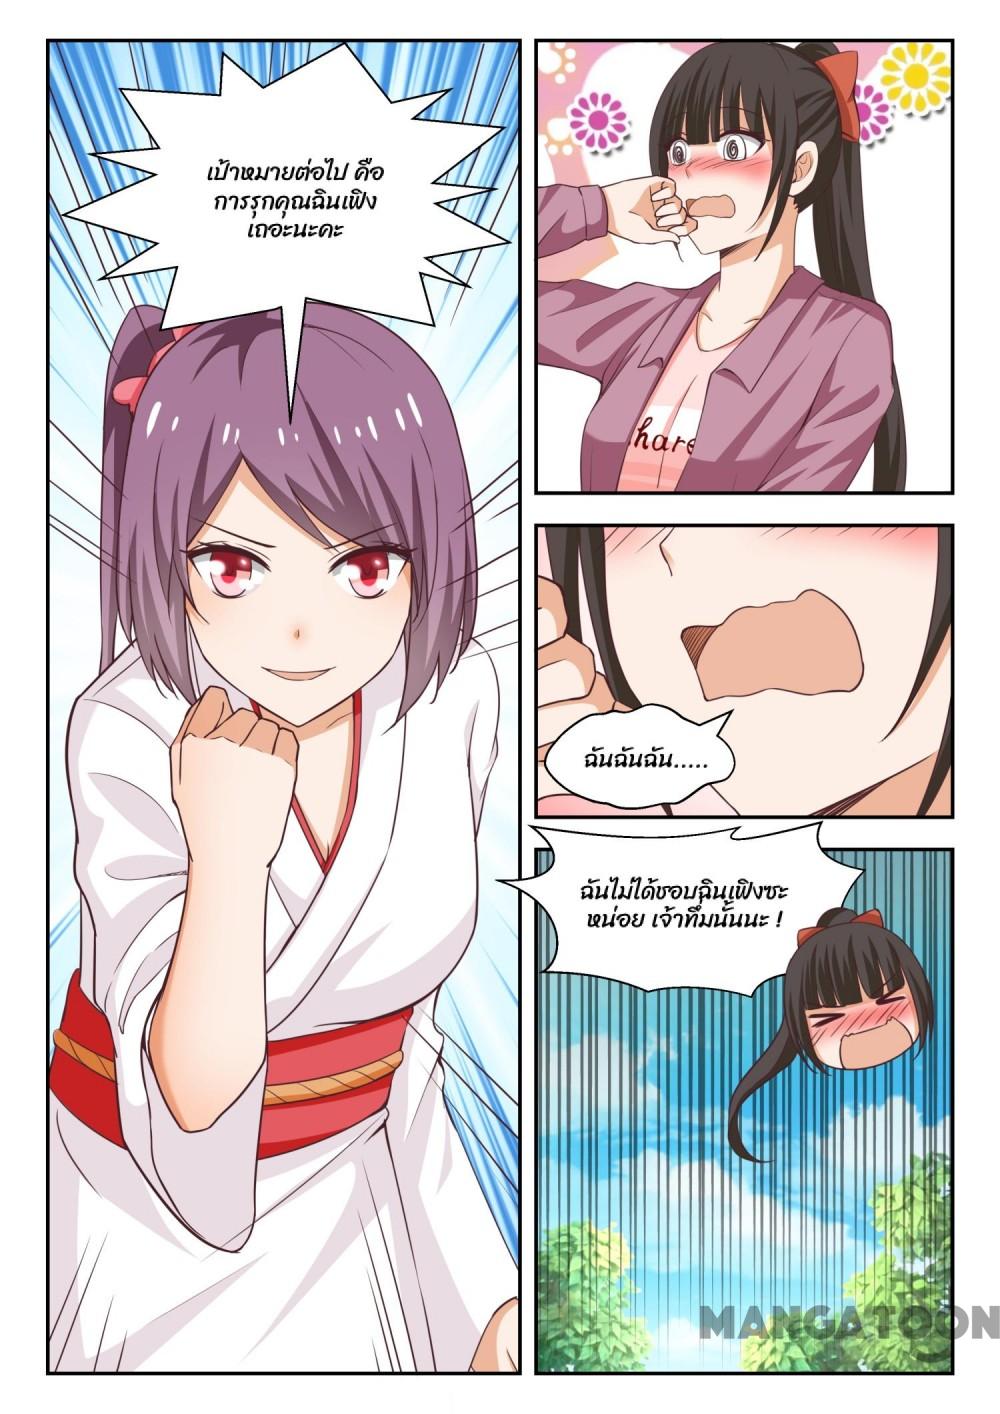 เป้าหมายต่อไป คือ
การรุกคุณฉินเฟิง
เถอะนะคะ
hare
ฉันฉันฉัน.....
ฉันไม่ได้ชอบฉินเฟิงซะ
หน่อย เจ้าทึ่มนั้นนะ !
MANGATOON